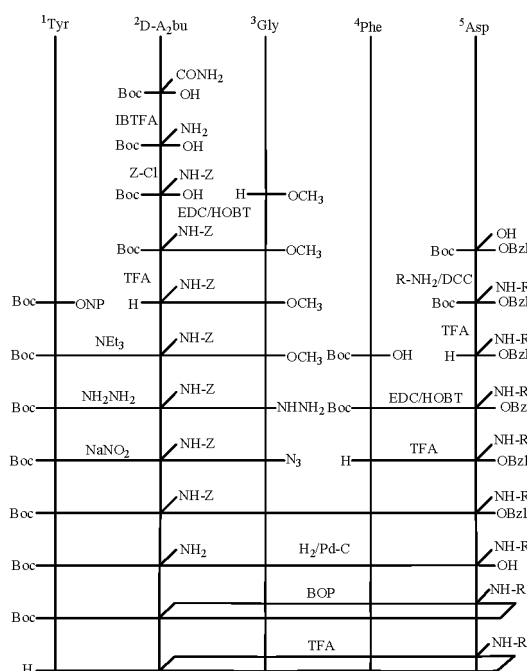 1Tyr 2D-A2bu 3Gly 4Phe 5Asp
CONH2
Boc OH
IBTFA NH2
Boc OH
Z-Cl NH-Z
Boc OH H OCH3
EDC/HOBT
NH-Z OH
Boc OCH3 Boc OBzl
TFA NH-Z R-NH2/DCC NH-R
Boc ONP H OCH3 Boc OBzl
TFA
NEt3 NH-Z NH-R
Boc OCH3 Boc OH H OBzl
NH2NH2 NH-Z EDC/HOBT NH-R
Boc NHNH2 Boc OBzl
NaNO2 NH-Z TFA NH-R
Boc N3 H OBzl
NH-Z NH-R
Boc OBzl
NH2 H2/Pd-C NH-R
Boc OH
BOP NH-R
Boc
TFA NH-R
H